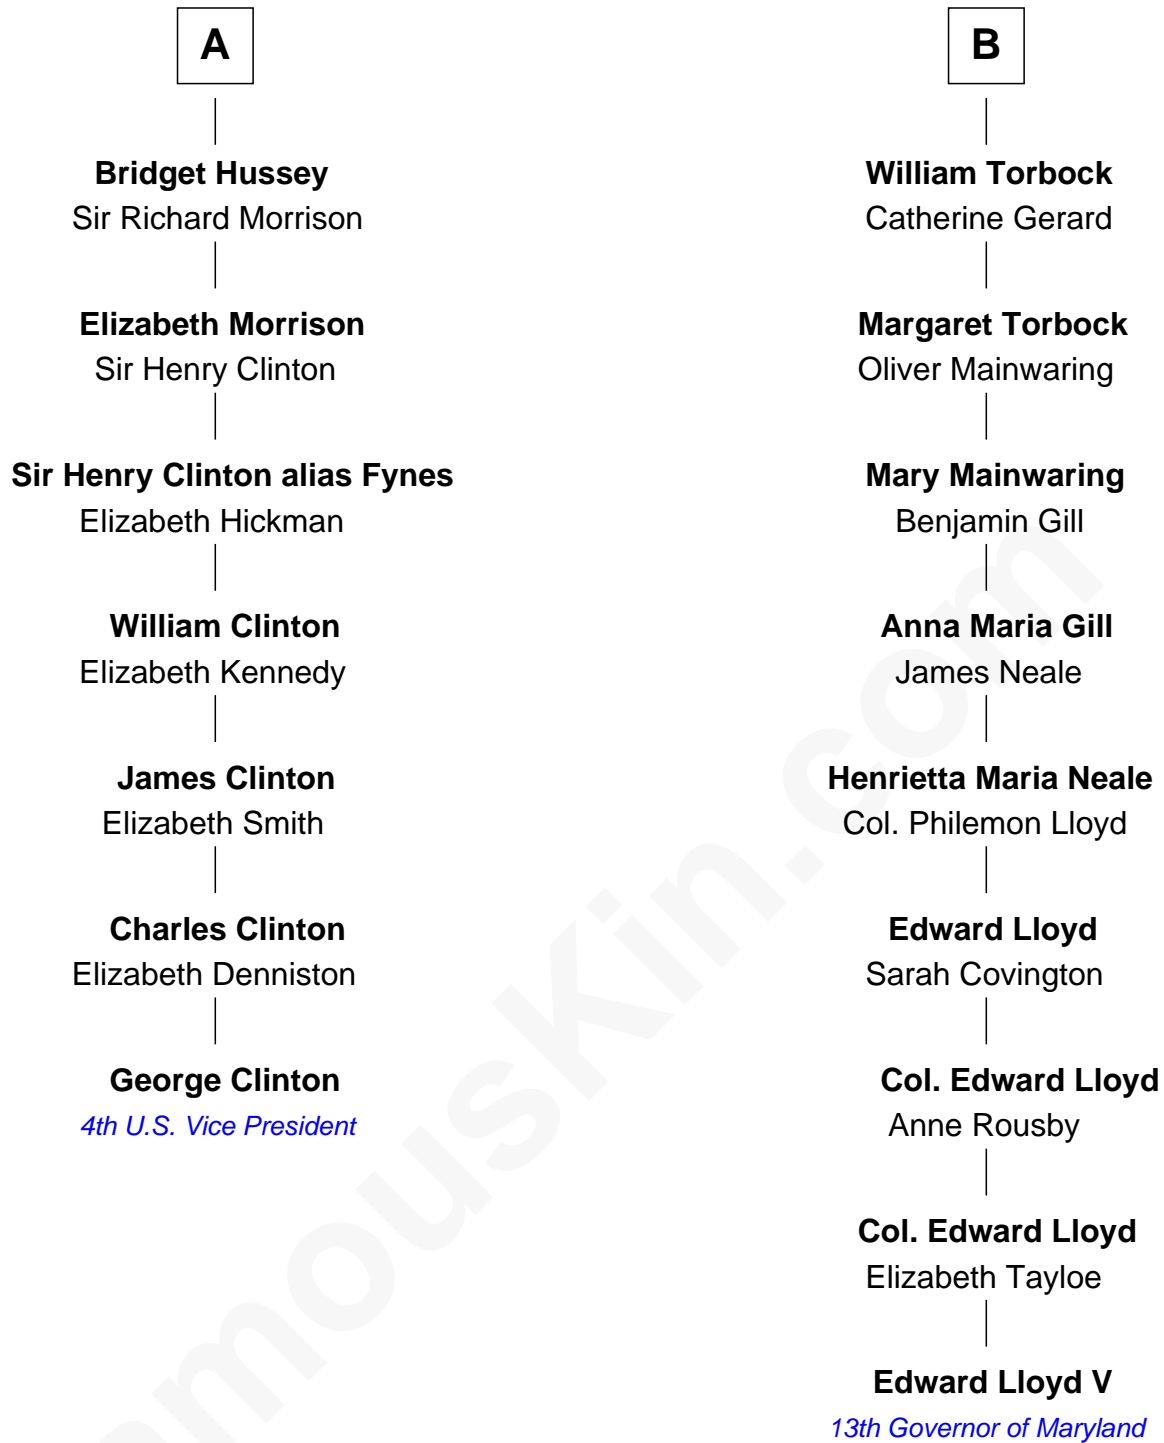 A
Bridget Hussey
Sir Richard Morrison
Elizabeth Morrison
Sir Henry Clinton
Sir Henry Clinton alias Fynes
Elizabeth Hickman
William Clinton
Elizabeth Kennedy
James Clinton
Elizabeth Smith
Charles Clinton
Elizabeth Denniston
George Clinton
4th U.S. Vice President
B
William Torbock
Catherine Gerard
Margaret Torbock
Oliver Mainwaring
Mary Mainwaring
Benjamin Gill
Anna Maria Gill
James Neale
Henrietta Maria Neale
Col. Philemon Lloyd
Edward Lloyd
Sarah Covington
Col. Edward Lloyd
Anne Rousby
Col. Edward Lloyd
Elizabeth Tayloe
Edward Lloyd V
13th Governor of Maryland
amousKin.com